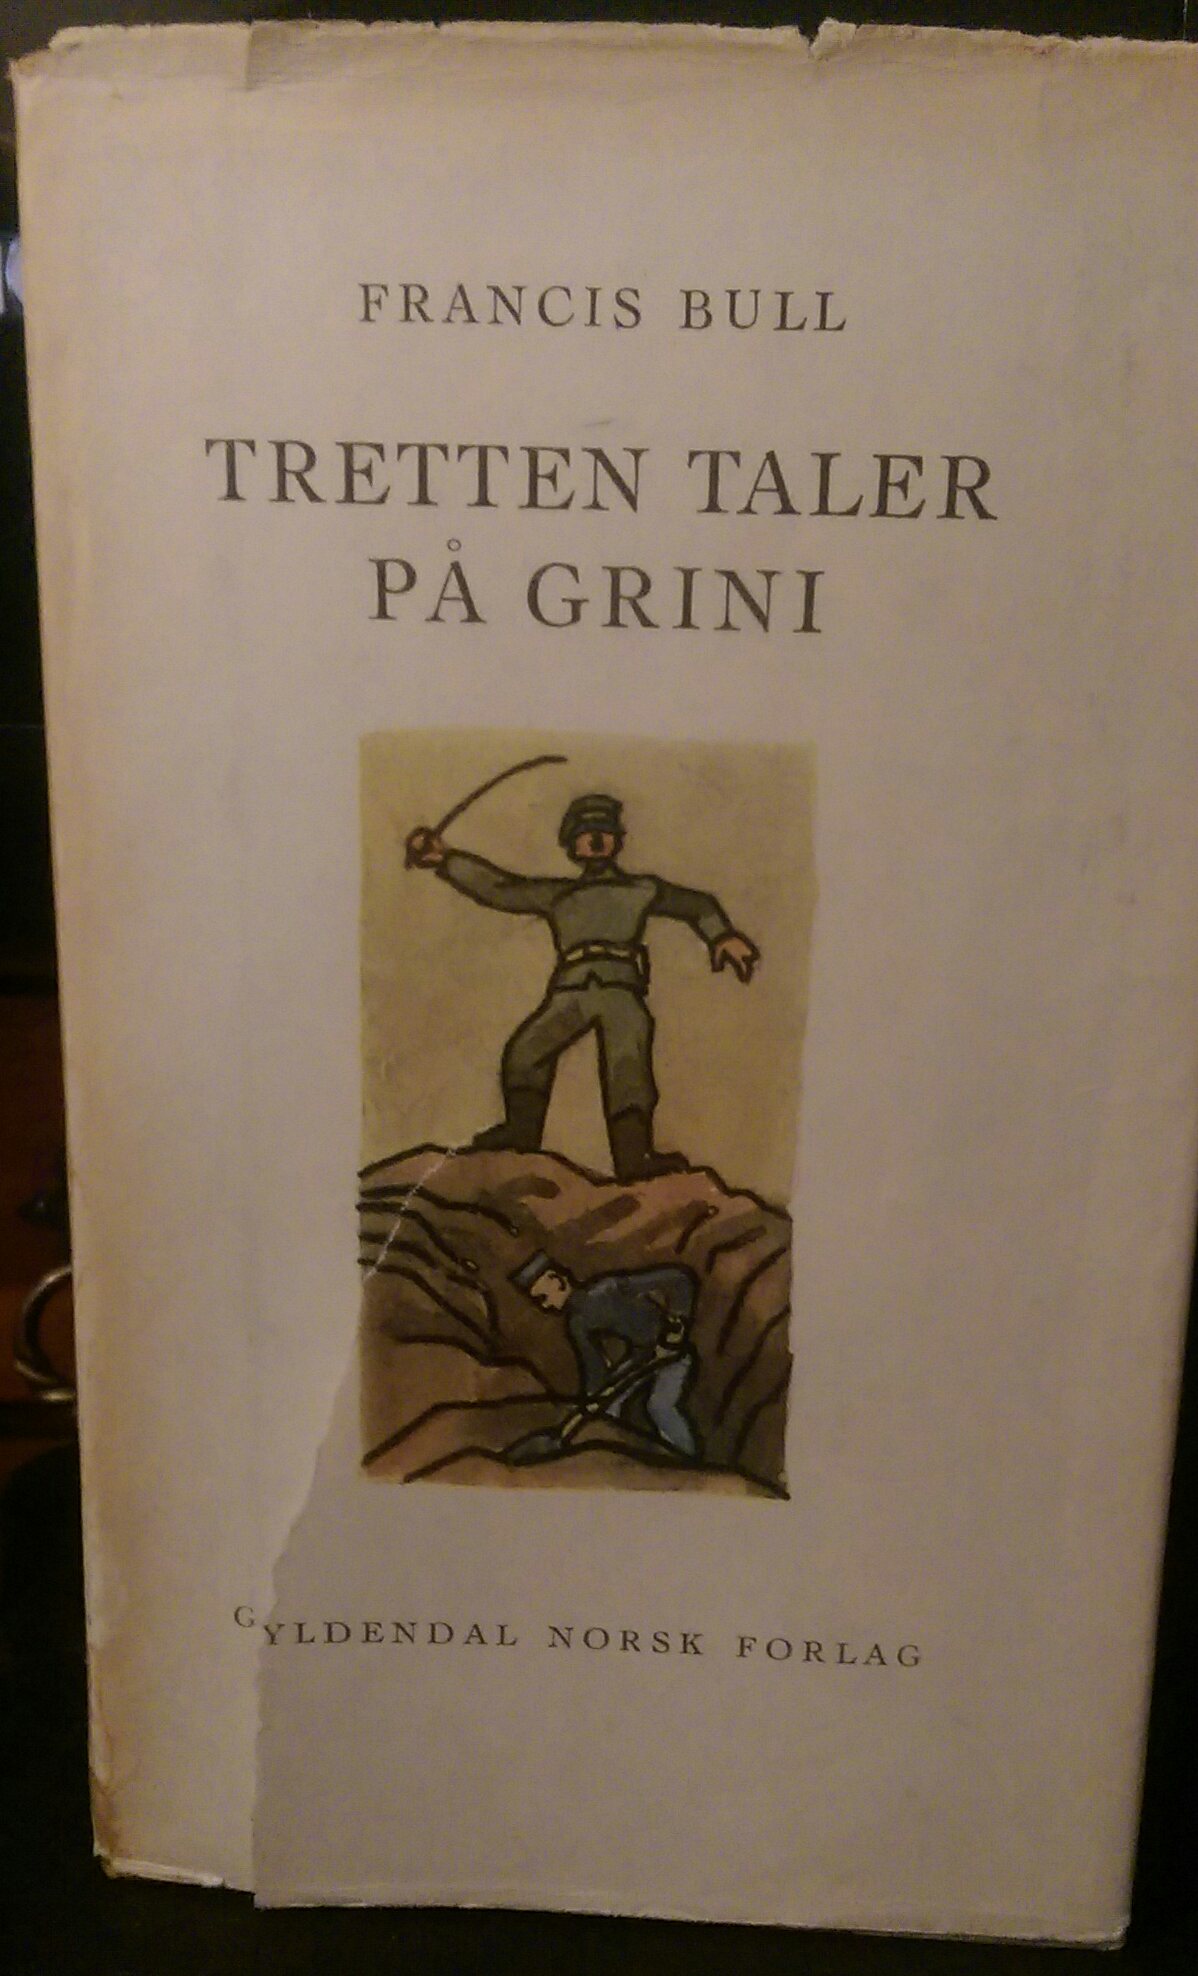 FRANCIS BULL
TRETTEN TALER
PÅ GRINI
GYLDENDAL NORSK FORLAG